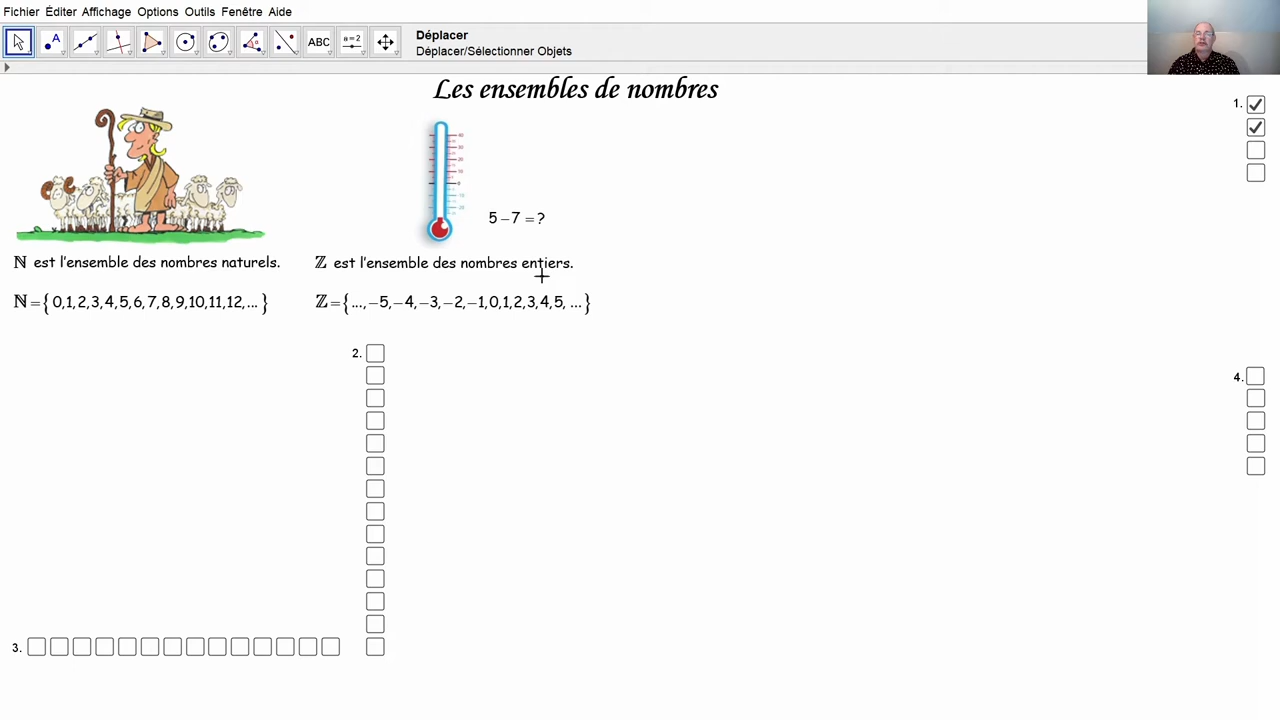 Fichier Éditer Affichage Options Outils Fenêtre Aide
A
ABC
a=2
Déplacer
Déplacer/Sélectionner Objets
Les ensembles de nombres
1.
5 – 7 = ?
ℕ est l'ensemble des nombres naturels.
ℤ est l'ensemble des nombres entiers.
ℕ = { 0,1,2,3,4,5,6,7,8,9,10,11,12,... }
ℤ = { ..., –5, –4, –3, –2, –1,0,1,2,3,4,5, ... }
2.
4.
3.